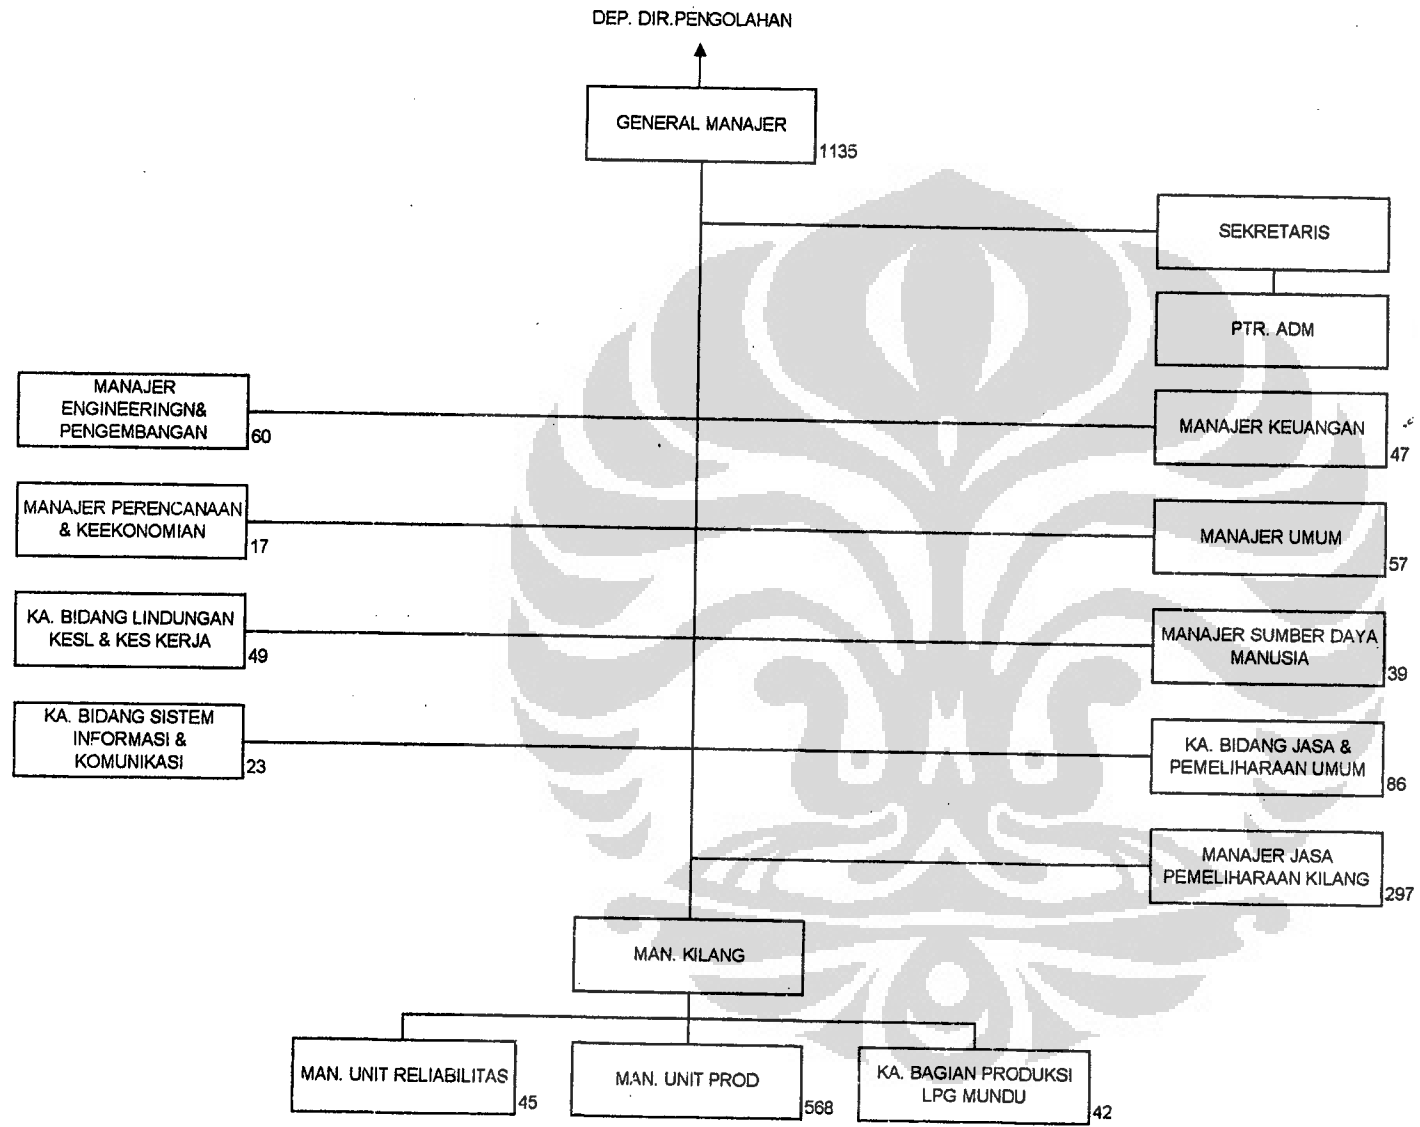 DEP. DIR.PENGOLAHAN
GENERAL MANAJER
1135
SEKRETARIS
PTR. ADM
MANAJER
ENGINEERINGN&
PENGEMBANGAN
60
MANAJER KEUANGAN
47
MANAJER PERENCANAAN
& KEEKONOMIAN
17
MANAJER UMUM
57
KA. BIDANG LINDUNGAN
KESL & KES KERJA
49
MANAJER SUMBER DAYA
MANUSIA
39
KA. BIDANG SISTEM
INFORMASI &
KOMUNIKASI
23
KA. BIDANG JASA &
PEMELIHARAAN UMUM
86
MANAJER JASA
PEMELIHARAAN KILANG
297
MAN. KILANG
MAN. UNIT RELIABILITAS
45
MAN. UNIT PROD
568
KA. BAGIAN PRODUKSI
LPG MUNDU
42